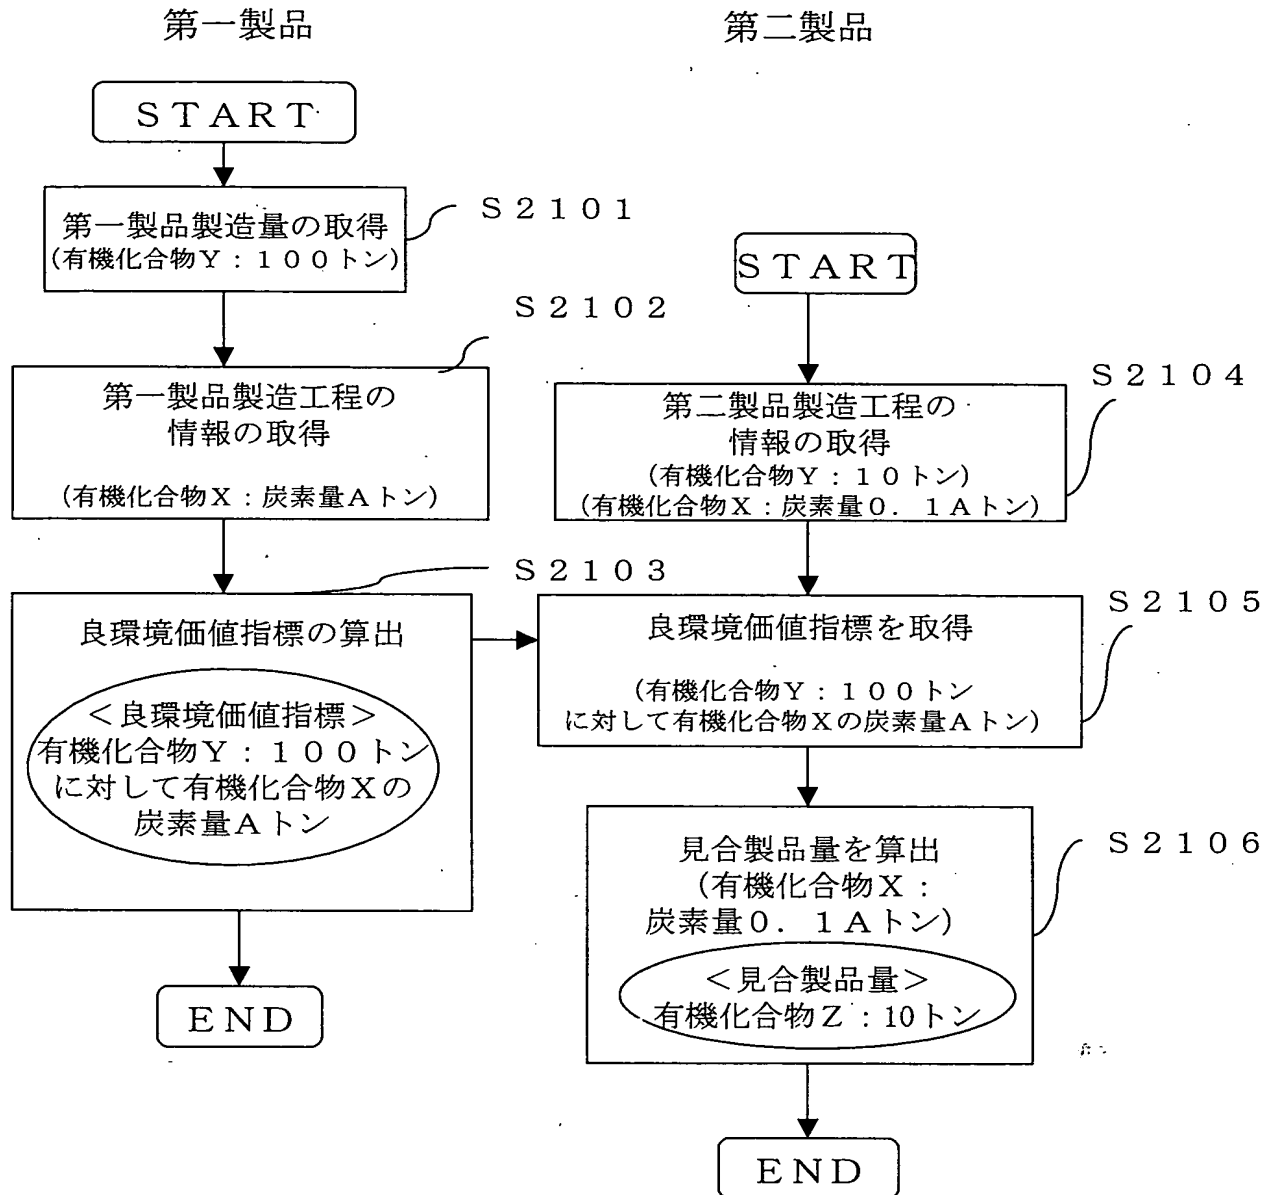 第一製品
第二製品
ＳＴＡＲＴ
第一製品製造量の取得
(有機化合物Ｙ：１００トン)
Ｓ２１０１
第一製品製造工程の
情報の取得
(有機化合物Ｘ：炭素量Ａトン)
Ｓ２１０２
良環境価値指標の算出
＜良環境価値指標＞
有機化合物Ｙ：１００トン
に対して有機化合物Ｘの
炭素量Ａトン
Ｓ２１０３
ＥＮＤ
ＳＴＡＲＴ
第二製品製造工程の
情報の取得
(有機化合物Ｙ：１０トン)
(有機化合物Ｘ：炭素量０．１Ａトン)
Ｓ２１０４
良環境価値指標を取得
(有機化合物Ｙ：１００トン
に対して有機化合物Ｘの炭素量Ａトン)
Ｓ２１０５
見合製品量を算出
(有機化合物Ｘ：
炭素量０．１Ａトン)
＜見合製品量＞
有機化合物Ｚ：10トン
Ｓ２１０６
ＥＮＤ